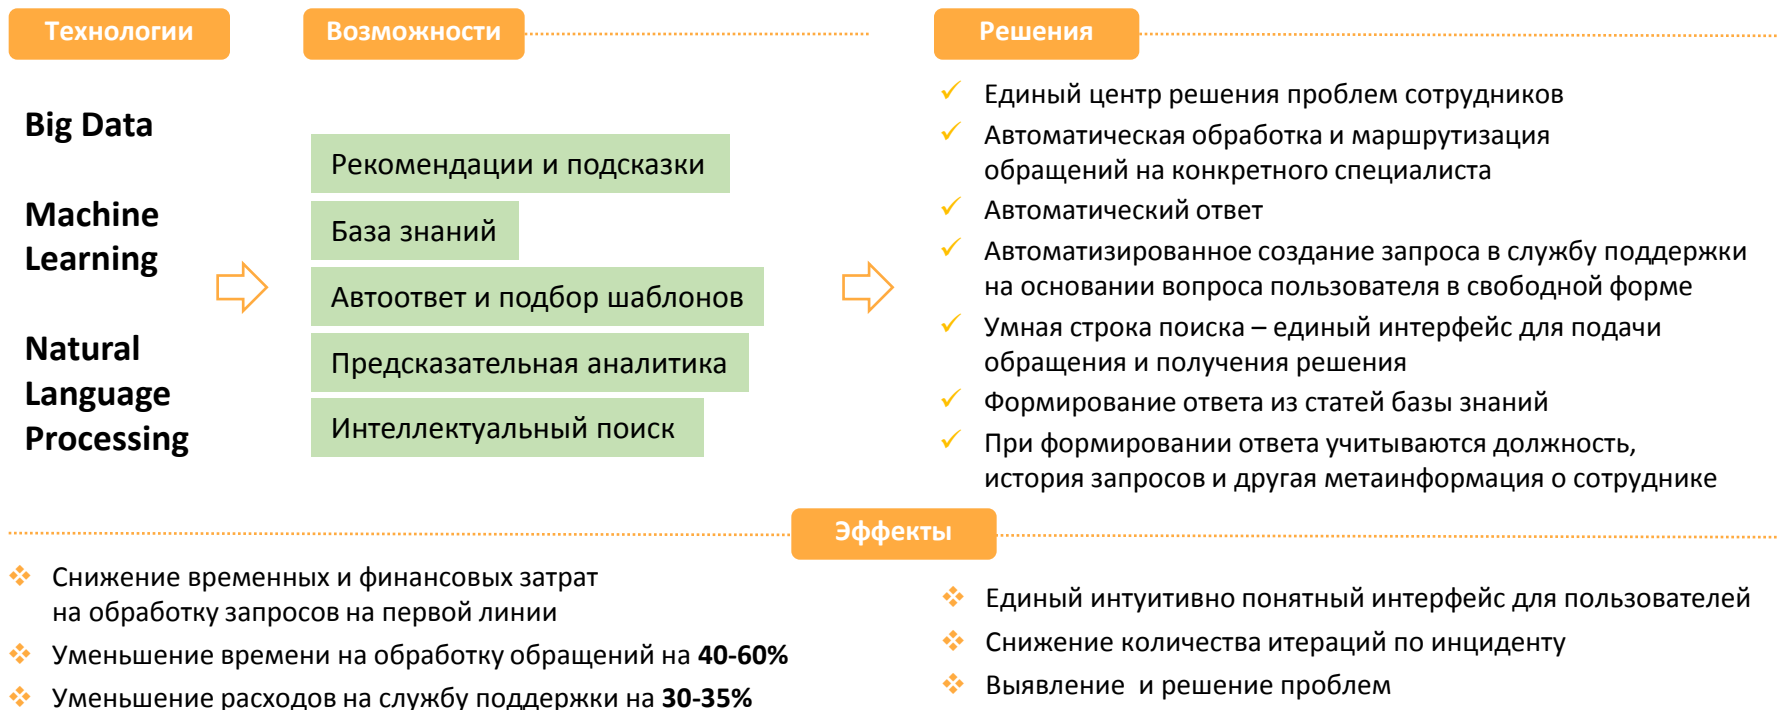 Технологии
Big Data
Machine
Learning
Natural
Language
Processing
Возможности
Рекомендации и подсказки
База знаний
Автоответ и подбор шаблонов
Предсказательная аналитика
Интеллектуальный поиск
Решения
Единый центр решения проблем сотрудников
Автоматическая обработка и маршрутизация
обращений на конкретного специалиста
Автоматический ответ
Автоматизированное создание запроса в службу поддержки
на основании вопроса пользователя в свободной форме
Умная строка поиска – единый интерфейс для подачи
обращения и получения решения
Формирование ответа из статей базы знаний
При формировании ответа учитываются должность,
история запросов и другая метаинформация о сотруднике
Эффекты
Снижение временных и финансовых затрат
на обработку запросов на первой линии
Уменьшение времени на обработку обращений на 40-60%
Уменьшение расходов на службу поддержки на 30-35%
Единый интуитивно понятный интерфейс для пользователей
Снижение количества итераций по инциденту
Выявление и решение проблем